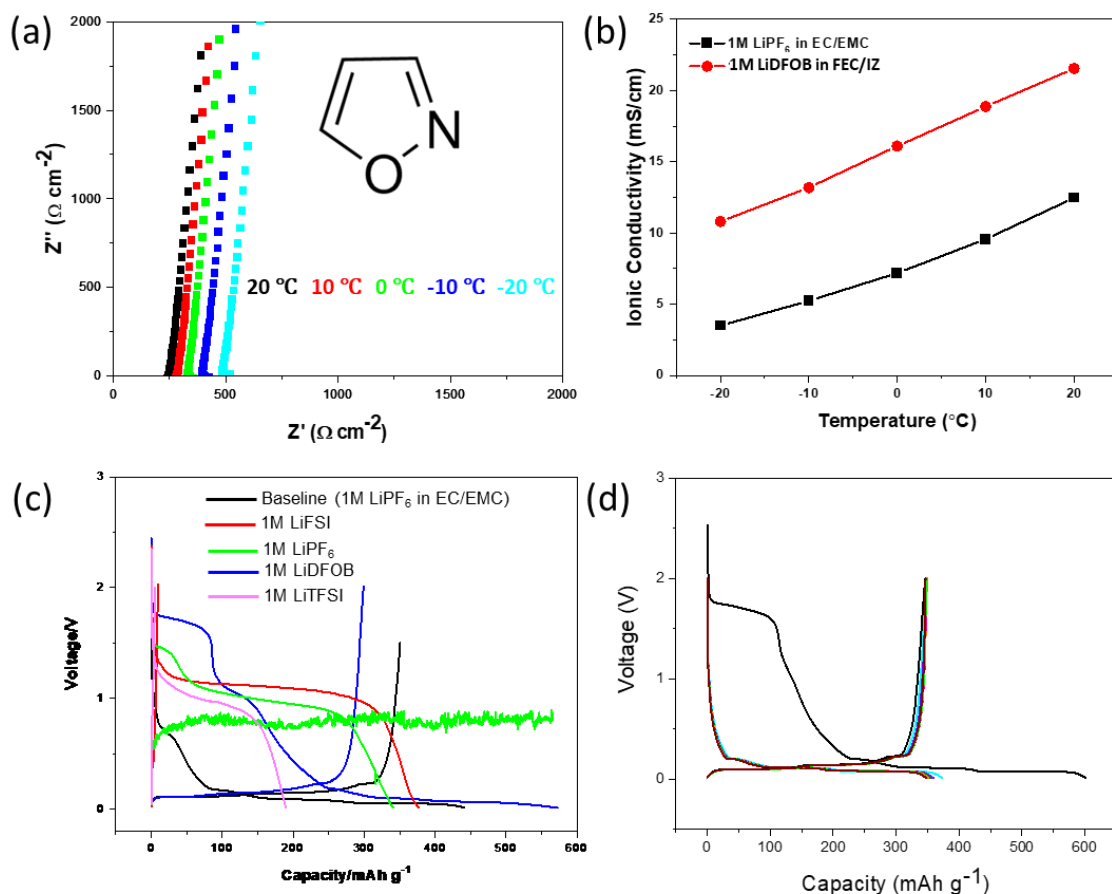 (a)
2000
1500
1000
500
0
Z'' (Ω cm-2)
N
O
20 °C 10 °C 0 °C -10 °C -20 °C
0 500 1000 1500 2000
Z' (Ω cm-2)
(b)
25
20
15
10
5
0
Ionic Conductivity (mS/cm)
1M LiPF6 in EC/EMC
1M LiDFOB in FEC/IZ
-20 -10 0 10 20
Temperature (°C)
(c)
3
2
1
0
Voltage/V
Baseline (1M LiPF6 in EC/EMC)
1M LiFSI
1M LiPF6
1M LiDFOB
1M LiTFSI
0 100 200 300 400 500 600
Capacity/mAh g-1
(d)
3
2
1
0
Voltage (V)
0 100 200 300 400 500 600
Capacity (mAh g-1)